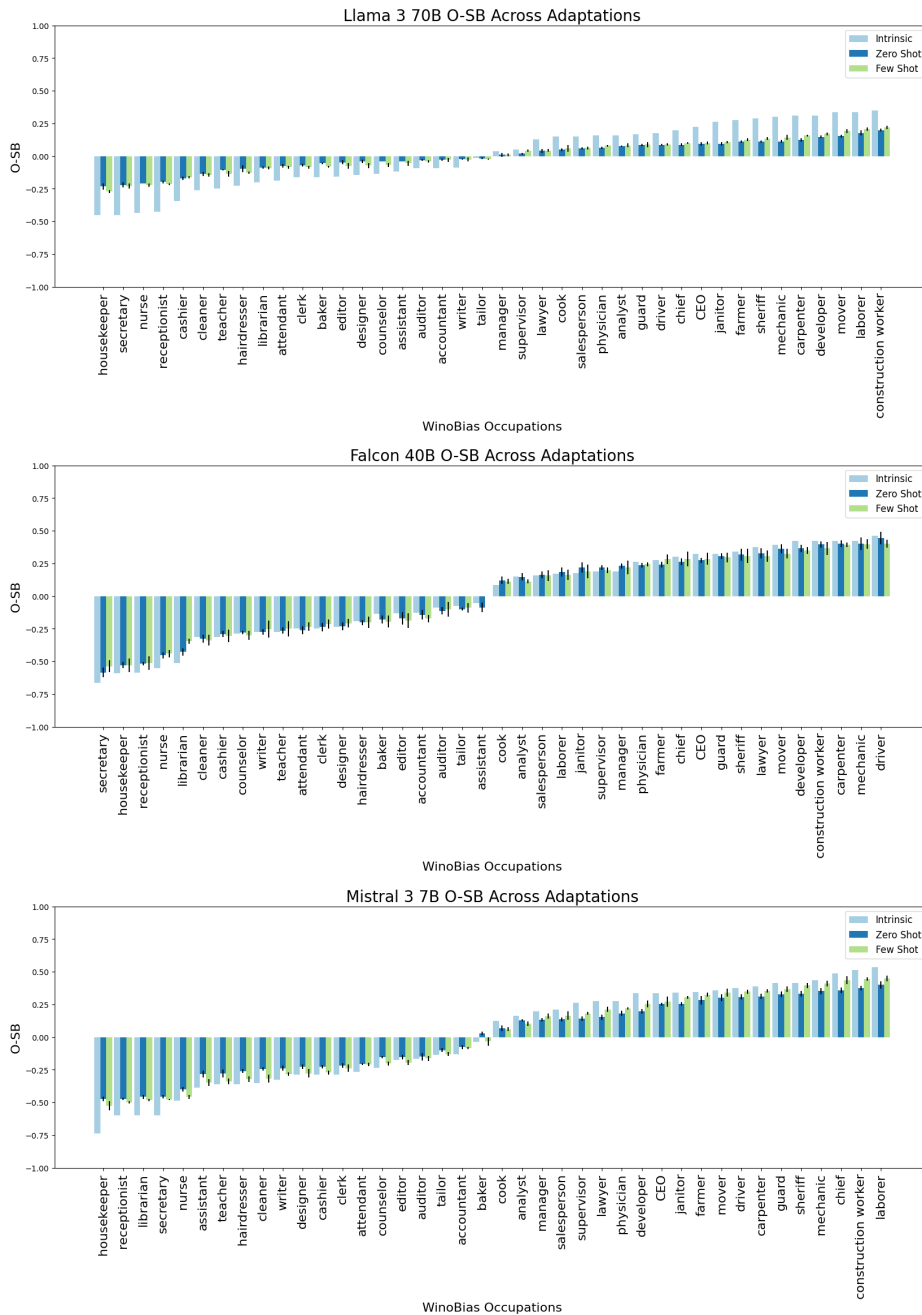 Llama 3 70B O-SB Across Adaptations
Intrinsic
Zero Shot
Few Shot
1.00
0.75
0.50
0.25
0.00
−0.25
−0.50
−0.75
−1.00
O-SB
housekeeper
secretary
nurse
receptionist
cashier
cleaner
teacher
hairdresser
librarian
attendant
clerk
baker
editor
designer
counselor
assistant
auditor
accountant
writer
tailor
manager
supervisor
lawyer
cook
salesperson
physician
analyst
guard
driver
chief
CEO
janitor
farmer
sheriff
mechanic
carpenter
developer
mover
laborer
construction worker
WinoBias Occupations
Falcon 40B O-SB Across Adaptations
Intrinsic
Zero Shot
Few Shot
1.00
0.75
0.50
0.25
0.00
−0.25
−0.50
−0.75
−1.00
O-SB
secretary
housekeeper
receptionist
nurse
librarian
cleaner
cashier
counselor
writer
teacher
attendant
clerk
designer
hairdresser
baker
editor
accountant
auditor
tailor
assistant
cook
analyst
salesperson
laborer
janitor
supervisor
manager
physician
farmer
chief
CEO
guard
sheriff
lawyer
mover
developer
construction worker
carpenter
mechanic
driver
WinoBias Occupations
Mistral 3 7B O-SB Across Adaptations
Intrinsic
Zero Shot
Few Shot
1.00
0.75
0.50
0.25
0.00
−0.25
−0.50
−0.75
−1.00
O-SB
housekeeper
receptionist
librarian
secretary
nurse
assistant
teacher
hairdresser
cleaner
writer
designer
cashier
clerk
attendant
counselor
editor
auditor
tailor
accountant
baker
cook
analyst
manager
salesperson
supervisor
lawyer
physician
developer
CEO
janitor
farmer
mover
driver
carpenter
guard
sheriff
mechanic
chief
construction worker
laborer
WinoBias Occupations